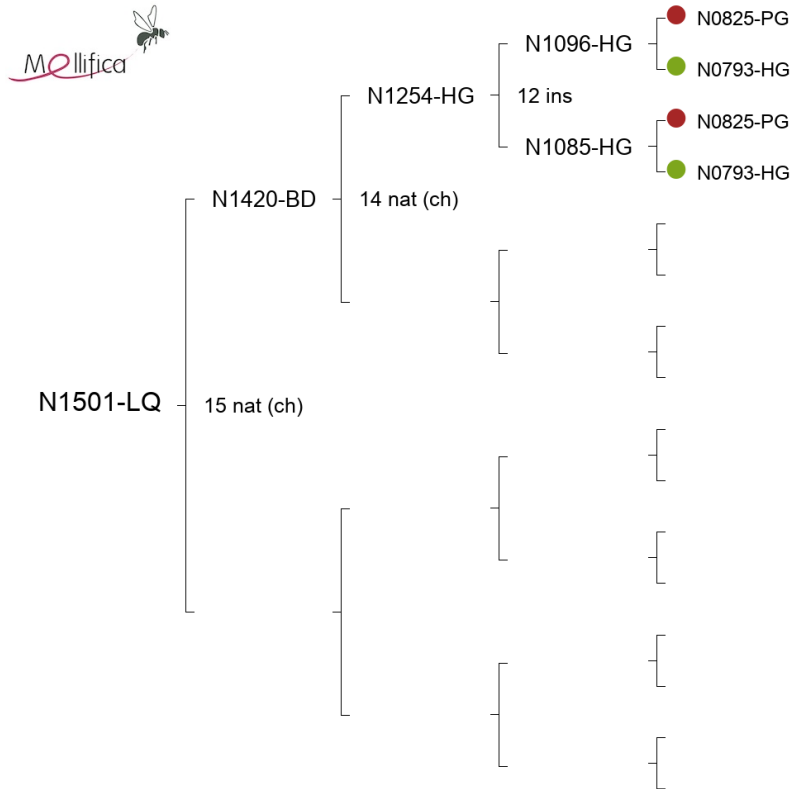 Mellifica
N0825-PG
N1096-HG
N0793-HG
N1254-HG
12 ins
N0825-PG
N1085-HG
N0793-HG
N1420-BD
14 nat (ch)
N1501-LQ
15 nat (ch)